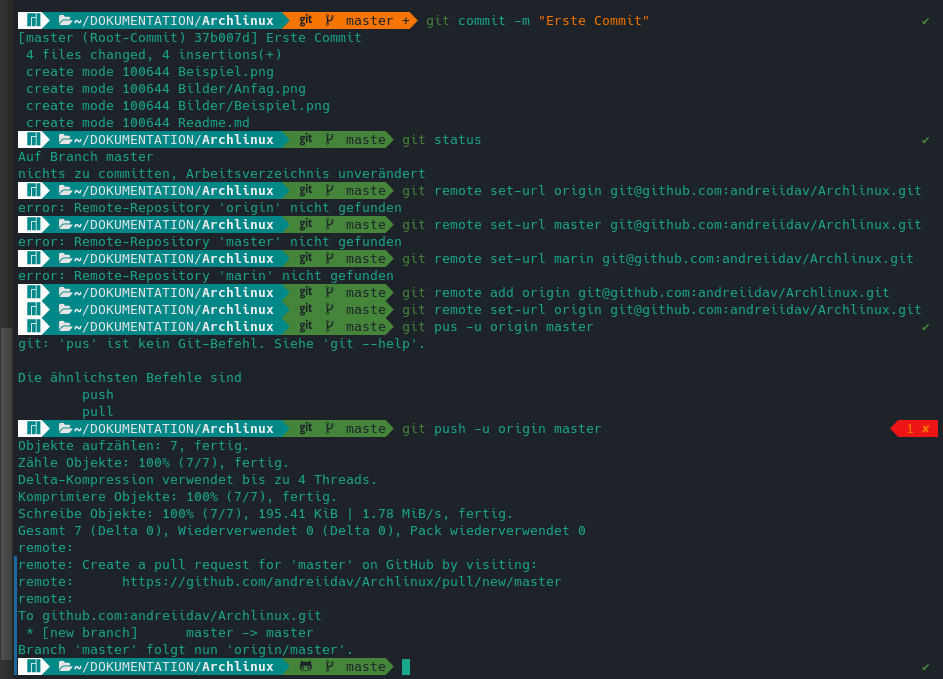 ~/DOKUMENTATION/Archlinux git master + git commit -m "Erste Commit" ✔
[master (Root-Commit) 37b007d] Erste Commit
4 files changed, 4 insertions(+)
create mode 100644 Beispiel.png
create mode 100644 Bilder/Anfag.png
create mode 100644 Bilder/Beispiel.png
create mode 100644 Readme.md
~/DOKUMENTATION/Archlinux git maste git status ✔
Auf Branch master
nichts zu committen, Arbeitsverzeichnis unverändert
~/DOKUMENTATION/Archlinux git maste git remote set-url origin git@github.com:andreiidav/Archlinux.git
error: Remote-Repository 'origin' nicht gefunden
~/DOKUMENTATION/Archlinux git maste git remote set-url master git@github.com:andreiidav/Archlinux.git
error: Remote-Repository 'master' nicht gefunden
~/DOKUMENTATION/Archlinux git maste git remote set-url marin git@github.com:andreiidav/Archlinux.git
error: Remote-Repository 'marin' nicht gefunden
~/DOKUMENTATION/Archlinux git maste git remote add origin git@github.com:andreiidav/Archlinux.git
~/DOKUMENTATION/Archlinux git maste git remote set-url origin git@github.com:andreiidav/Archlinux.git
~/DOKUMENTATION/Archlinux git maste git pus -u origin master ✔
git: 'pus' ist kein Git-Befehl. Siehe 'git --help'.
Die ähnlichsten Befehle sind
push
pull
~/DOKUMENTATION/Archlinux git maste git push -u origin master 1 ✘
Objekte aufzählen: 7, fertig.
Zähle Objekte: 100% (7/7), fertig.
Delta-Kompression verwendet bis zu 4 Threads.
Komprimiere Objekte: 100% (7/7), fertig.
Schreibe Objekte: 100% (7/7), 195.41 KiB | 1.78 MiB/s, fertig.
Gesamt 7 (Delta 0), Wiederverwendet 0 (Delta 0), Pack wiederverwendet 0
remote:
remote: Create a pull request for 'master' on GitHub by visiting:
remote: https://github.com/andreiidav/Archlinux/pull/new/master
remote:
To github.com:andreiidav/Archlinux.git
* [new branch] master -> master
Branch 'master' folgt nun 'origin/master'.
~/DOKUMENTATION/Archlinux maste ✔